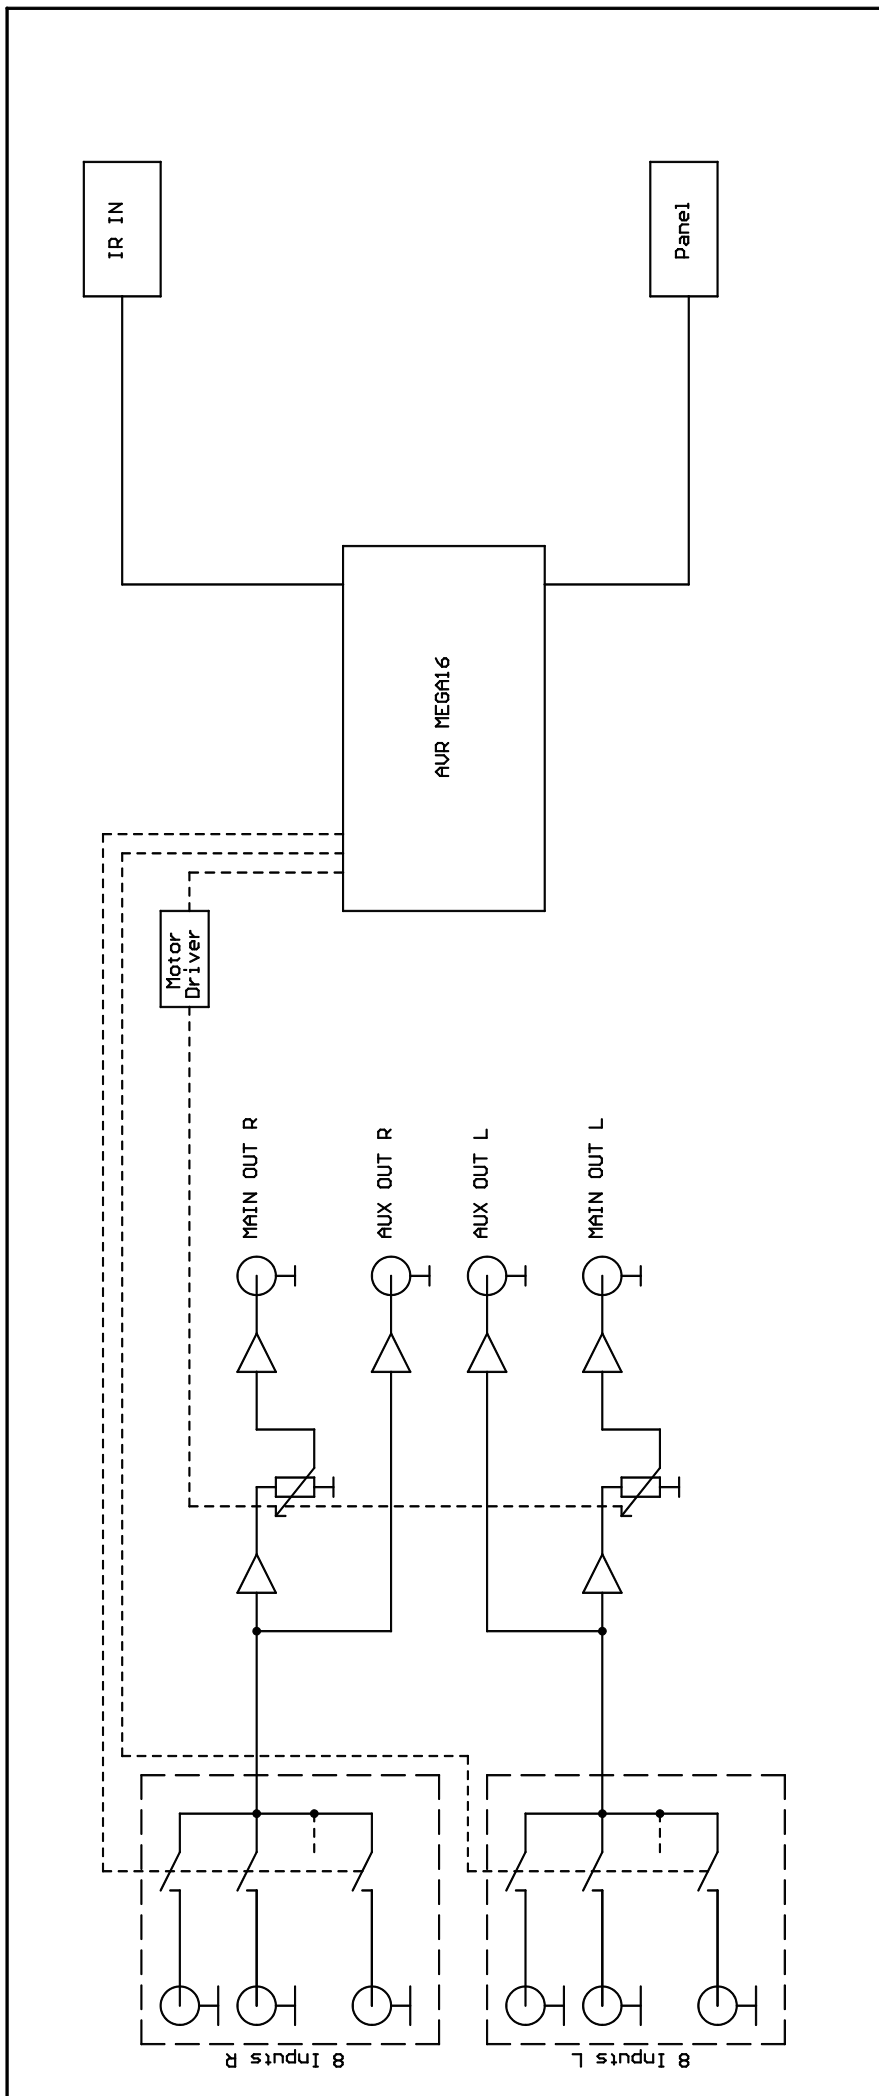 IR IN
Panel
AVR MEGA16
Motor
Driver
MAIN OUT R
AUX OUT R
AUX OUT L
MAIN OUT L
8 Inputs R
8 Inputs L